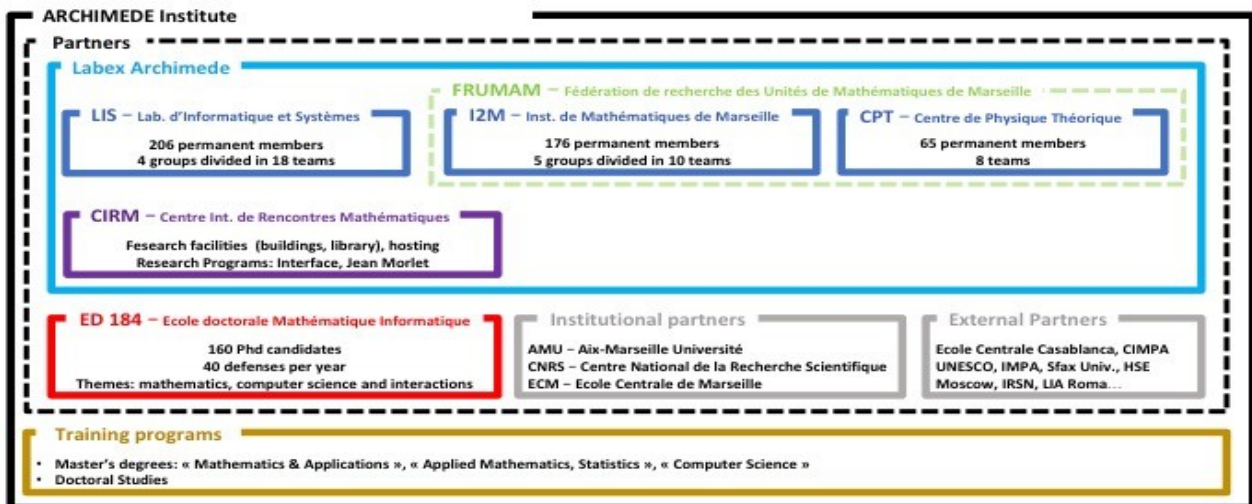 ARCHIMEDE Institute
Partners
Labex Archimede
FRUMAM – Fédération de recherche des Unités de Mathématiques de Marseille
LIS – Lab. d'Informatique et Systèmes
206 permanent members
4 groups divided in 18 teams
I2M – Inst. de Mathématiques de Marseille
176 permanent members
5 groups divided in 10 teams
CPT – Centre de Physique Théorique
65 permanent members
8 teams
CIRM – Centre Int. de Rencontres Mathématiques
Fesearch facilities (buildings, library), hosting
Research Programs: Interface, Jean Morlet
ED 184 – Ecole doctorale Mathématique Informatique
160 Phd candidates
40 defenses per year
Themes: mathematics, computer science and interactions
Institutional partners
AMU – Aix-Marseille Université
CNRS – Centre National de la Recherche Scientifique
ECM – Ecole Centrale de Marseille
External Partners
Ecole Centrale Casablanca, CIMPA
UNESCO, IMPA, Sfax Univ., HSE
Moscow, IRSN, LIA Roma...
Training programs
• Master's degrees: « Mathematics & Applications », « Applied Mathematics, Statistics », « Computer Science »
• Doctoral Studies